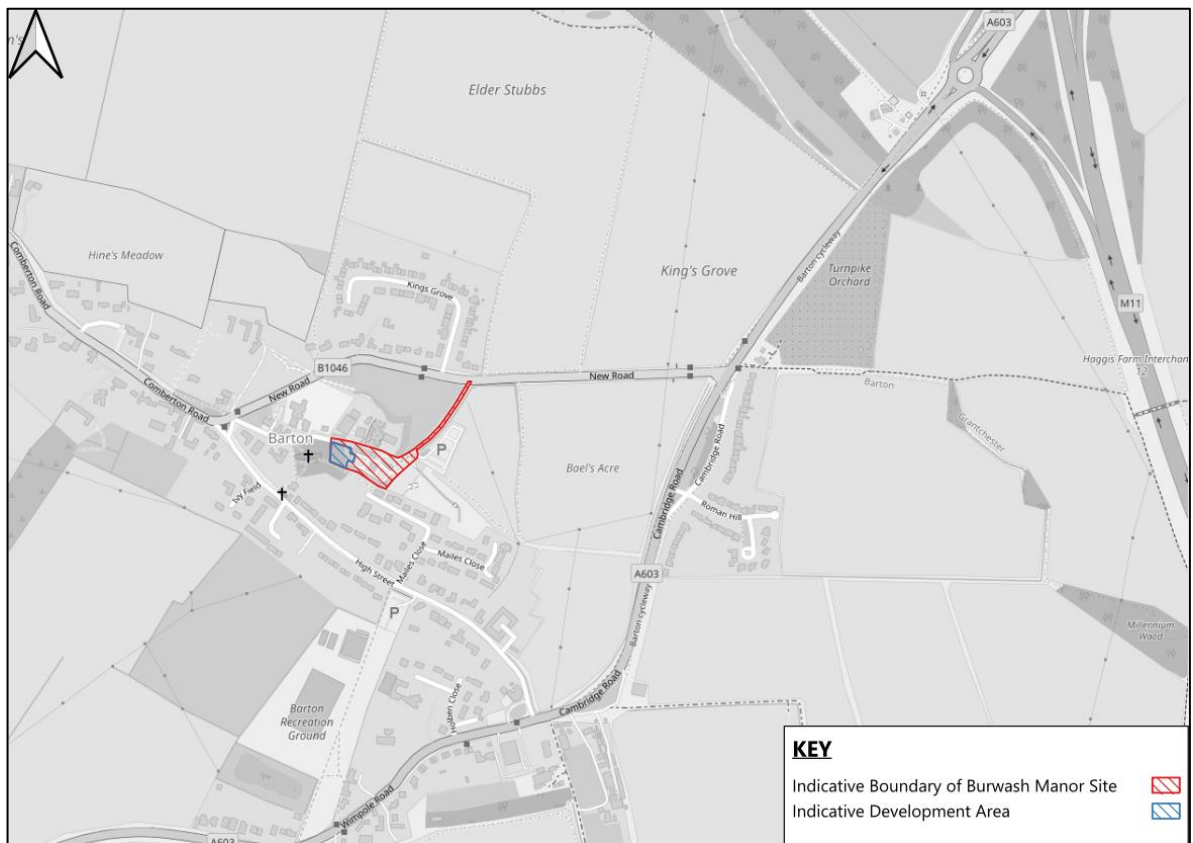 A603
n's
Elder Stubbs
Hine's Meadow
King's Grove
Comberton Road
Kings Grove
Barton cycleway
Turnpike
Orchard
M11
Haggis Farm Interchan
12
B1046
New Road
New Road
Comberton Road
Barton
Barton
Grantchester
P
Bael's Acre
Cambridge Road
Cambridge Road
Ivy Field
Roman Hill
High Street
Mailes Close
Mailes Close
A603
P
Barton cycleway
Millennium
Wood
Barton
Recreation
Ground
Holben Close
Cambridge Road
Wimpole Road
A603
KEY
Indicative Boundary of Burwash Manor Site
Indicative Development Area